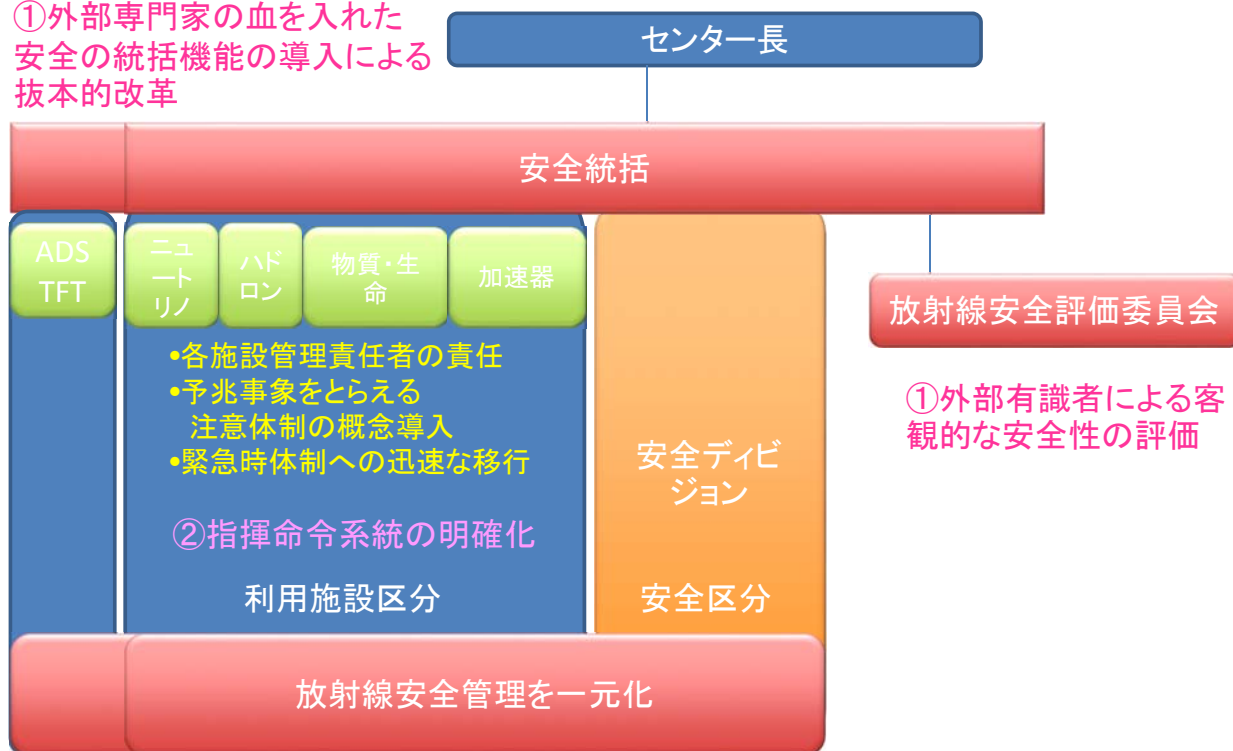 ①外部専門家の血を入れた
安全の統括機能の導入による
抜本的改革
センター長
安全統括
ADS
TFT
ニュ
ート
リノ
ハド
ロン
物質・生
命
加速器
放射線安全評価委員会
•各施設管理責任者の責任
•予兆事象をとらえる
注意体制の概念導入
•緊急時体制への迅速な移行
①外部有識者による客
観的な安全性の評価
安全ディビ
ジョン
②指揮命令系統の明確化
利用施設区分
安全区分
放射線安全管理を一元化